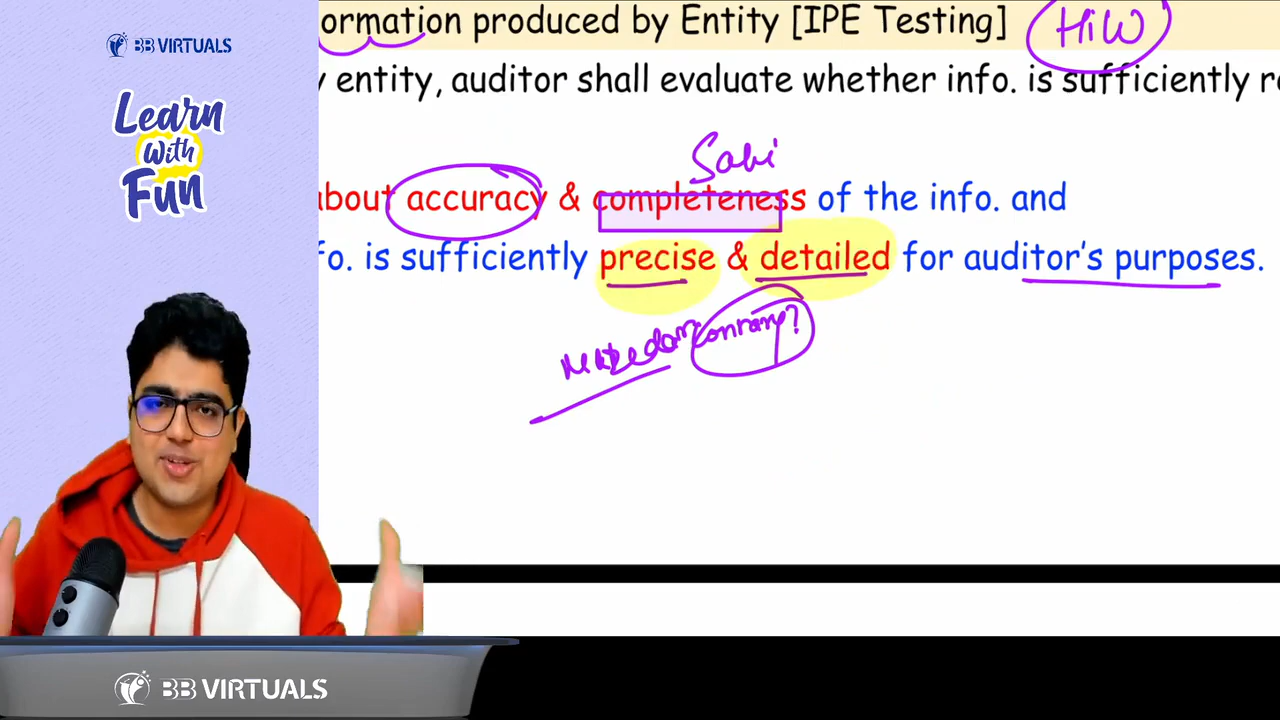 BB VIRTUALS
Learn
With
Fun
ormation produced by Entity [IPE Testing] HiW
y entity, auditor shall evaluate whether info. is sufficiently re
Sabi
about accuracy & completeness of the info. and
fo. is sufficiently precise & detailed for auditor's purposes.
BB VIRTUALS